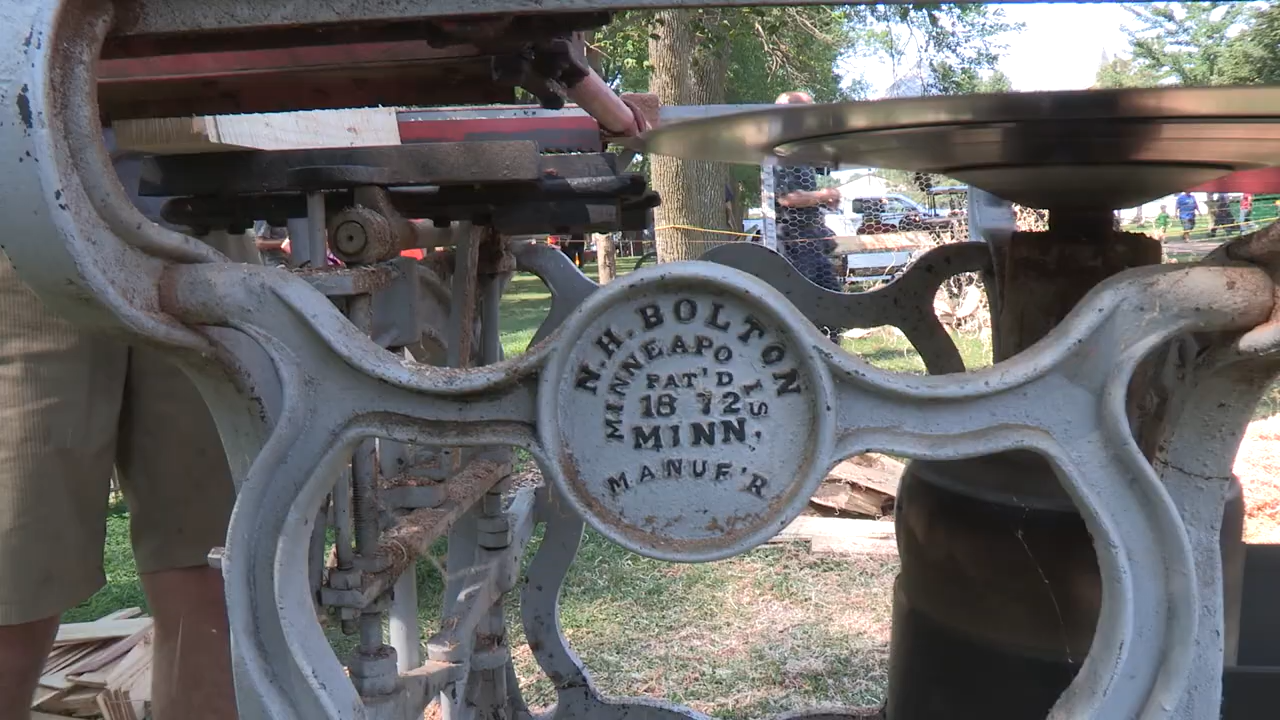 N.H. BOLTON
MINNEAPOLIS
PAT'D
1872
MINN.
MANUF'R